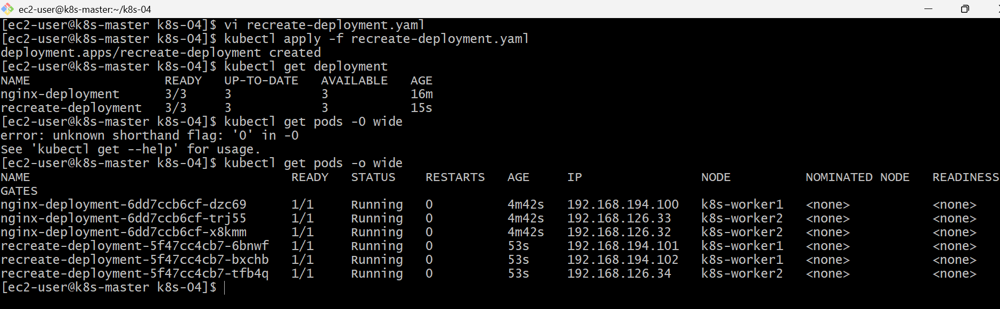 ec2-user@k8s-master:~/k8s-04
[ec2-user@k8s-master k8s-04]$ vi recreate-deployment.yaml
[ec2-user@k8s-master k8s-04]$ kubectl apply -f recreate-deployment.yaml
deployment.apps/recreate-deployment created
[ec2-user@k8s-master k8s-04]$ kubectl get deployment
NAME                  READY   UP-TO-DATE   AVAILABLE   AGE
nginx-deployment      3/3     3            3           16m
recreate-deployment   3/3     3            3           15s
[ec2-user@k8s-master k8s-04]$ kubectl get pods -O wide
error: unknown shorthand flag: 'O' in -O
See 'kubectl get --help' for usage.
[ec2-user@k8s-master k8s-04]$ kubectl get pods -o wide
NAME                                   READY   STATUS    RESTARTS   AGE     IP                NODE          NOMINATED NODE   READINESS
GATES
nginx-deployment-6dd7ccb6cf-dzc69      1/1     Running   0          4m42s   192.168.194.100   k8s-worker1   <none>           <none>
nginx-deployment-6dd7ccb6cf-trj55      1/1     Running   0          4m42s   192.168.126.33    k8s-worker2   <none>           <none>
nginx-deployment-6dd7ccb6cf-x8kmm      1/1     Running   0          4m42s   192.168.126.32    k8s-worker2   <none>           <none>
recreate-deployment-5f47cc4cb7-6bnwf   1/1     Running   0          53s     192.168.194.101   k8s-worker1   <none>           <none>
recreate-deployment-5f47cc4cb7-bxchb   1/1     Running   0          53s     192.168.194.102   k8s-worker1   <none>           <none>
recreate-deployment-5f47cc4cb7-tfb4q   1/1     Running   0          53s     192.168.126.34    k8s-worker2   <none>           <none>
[ec2-user@k8s-master k8s-04]$